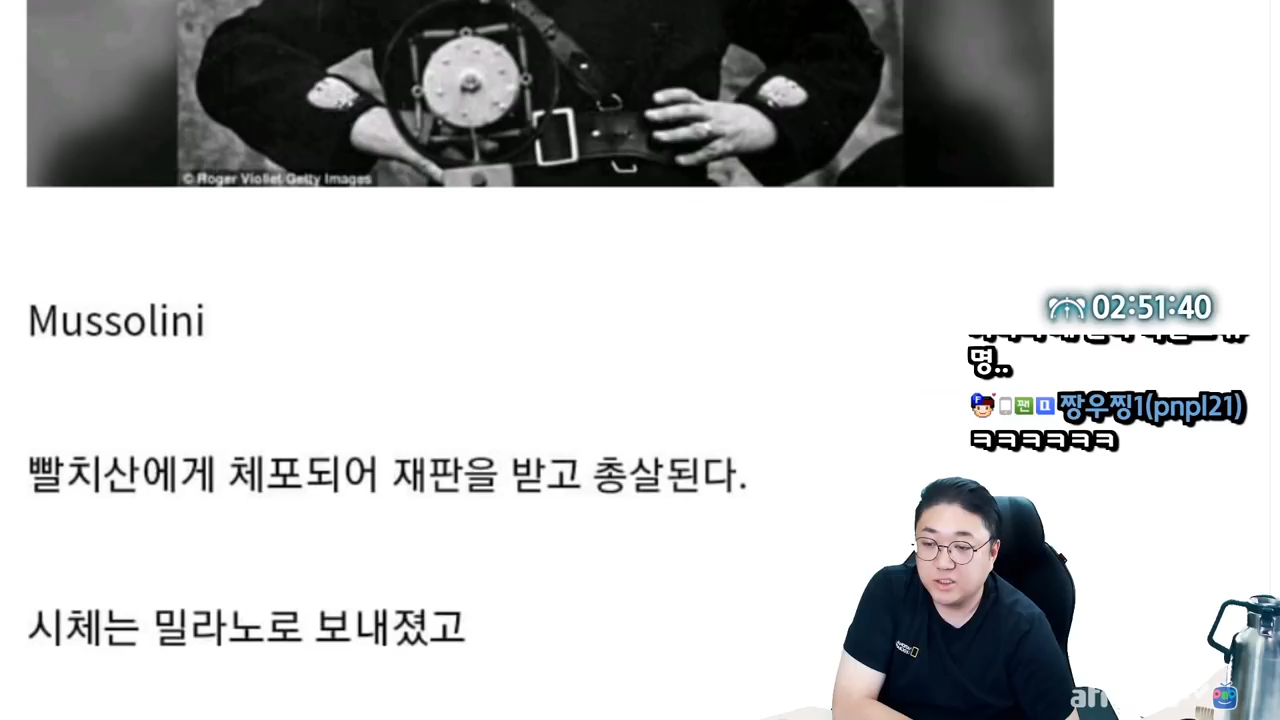 © Roger Viollet Getty Images
Mussolini
02:51:40
명..
짱우찡1(pnpl21)
ㅋㅋㅋㅋㅋㅋ
빨치산에게 체포되어 재판을 받고 총살된다.
시체는 밀라노로 보내졌고